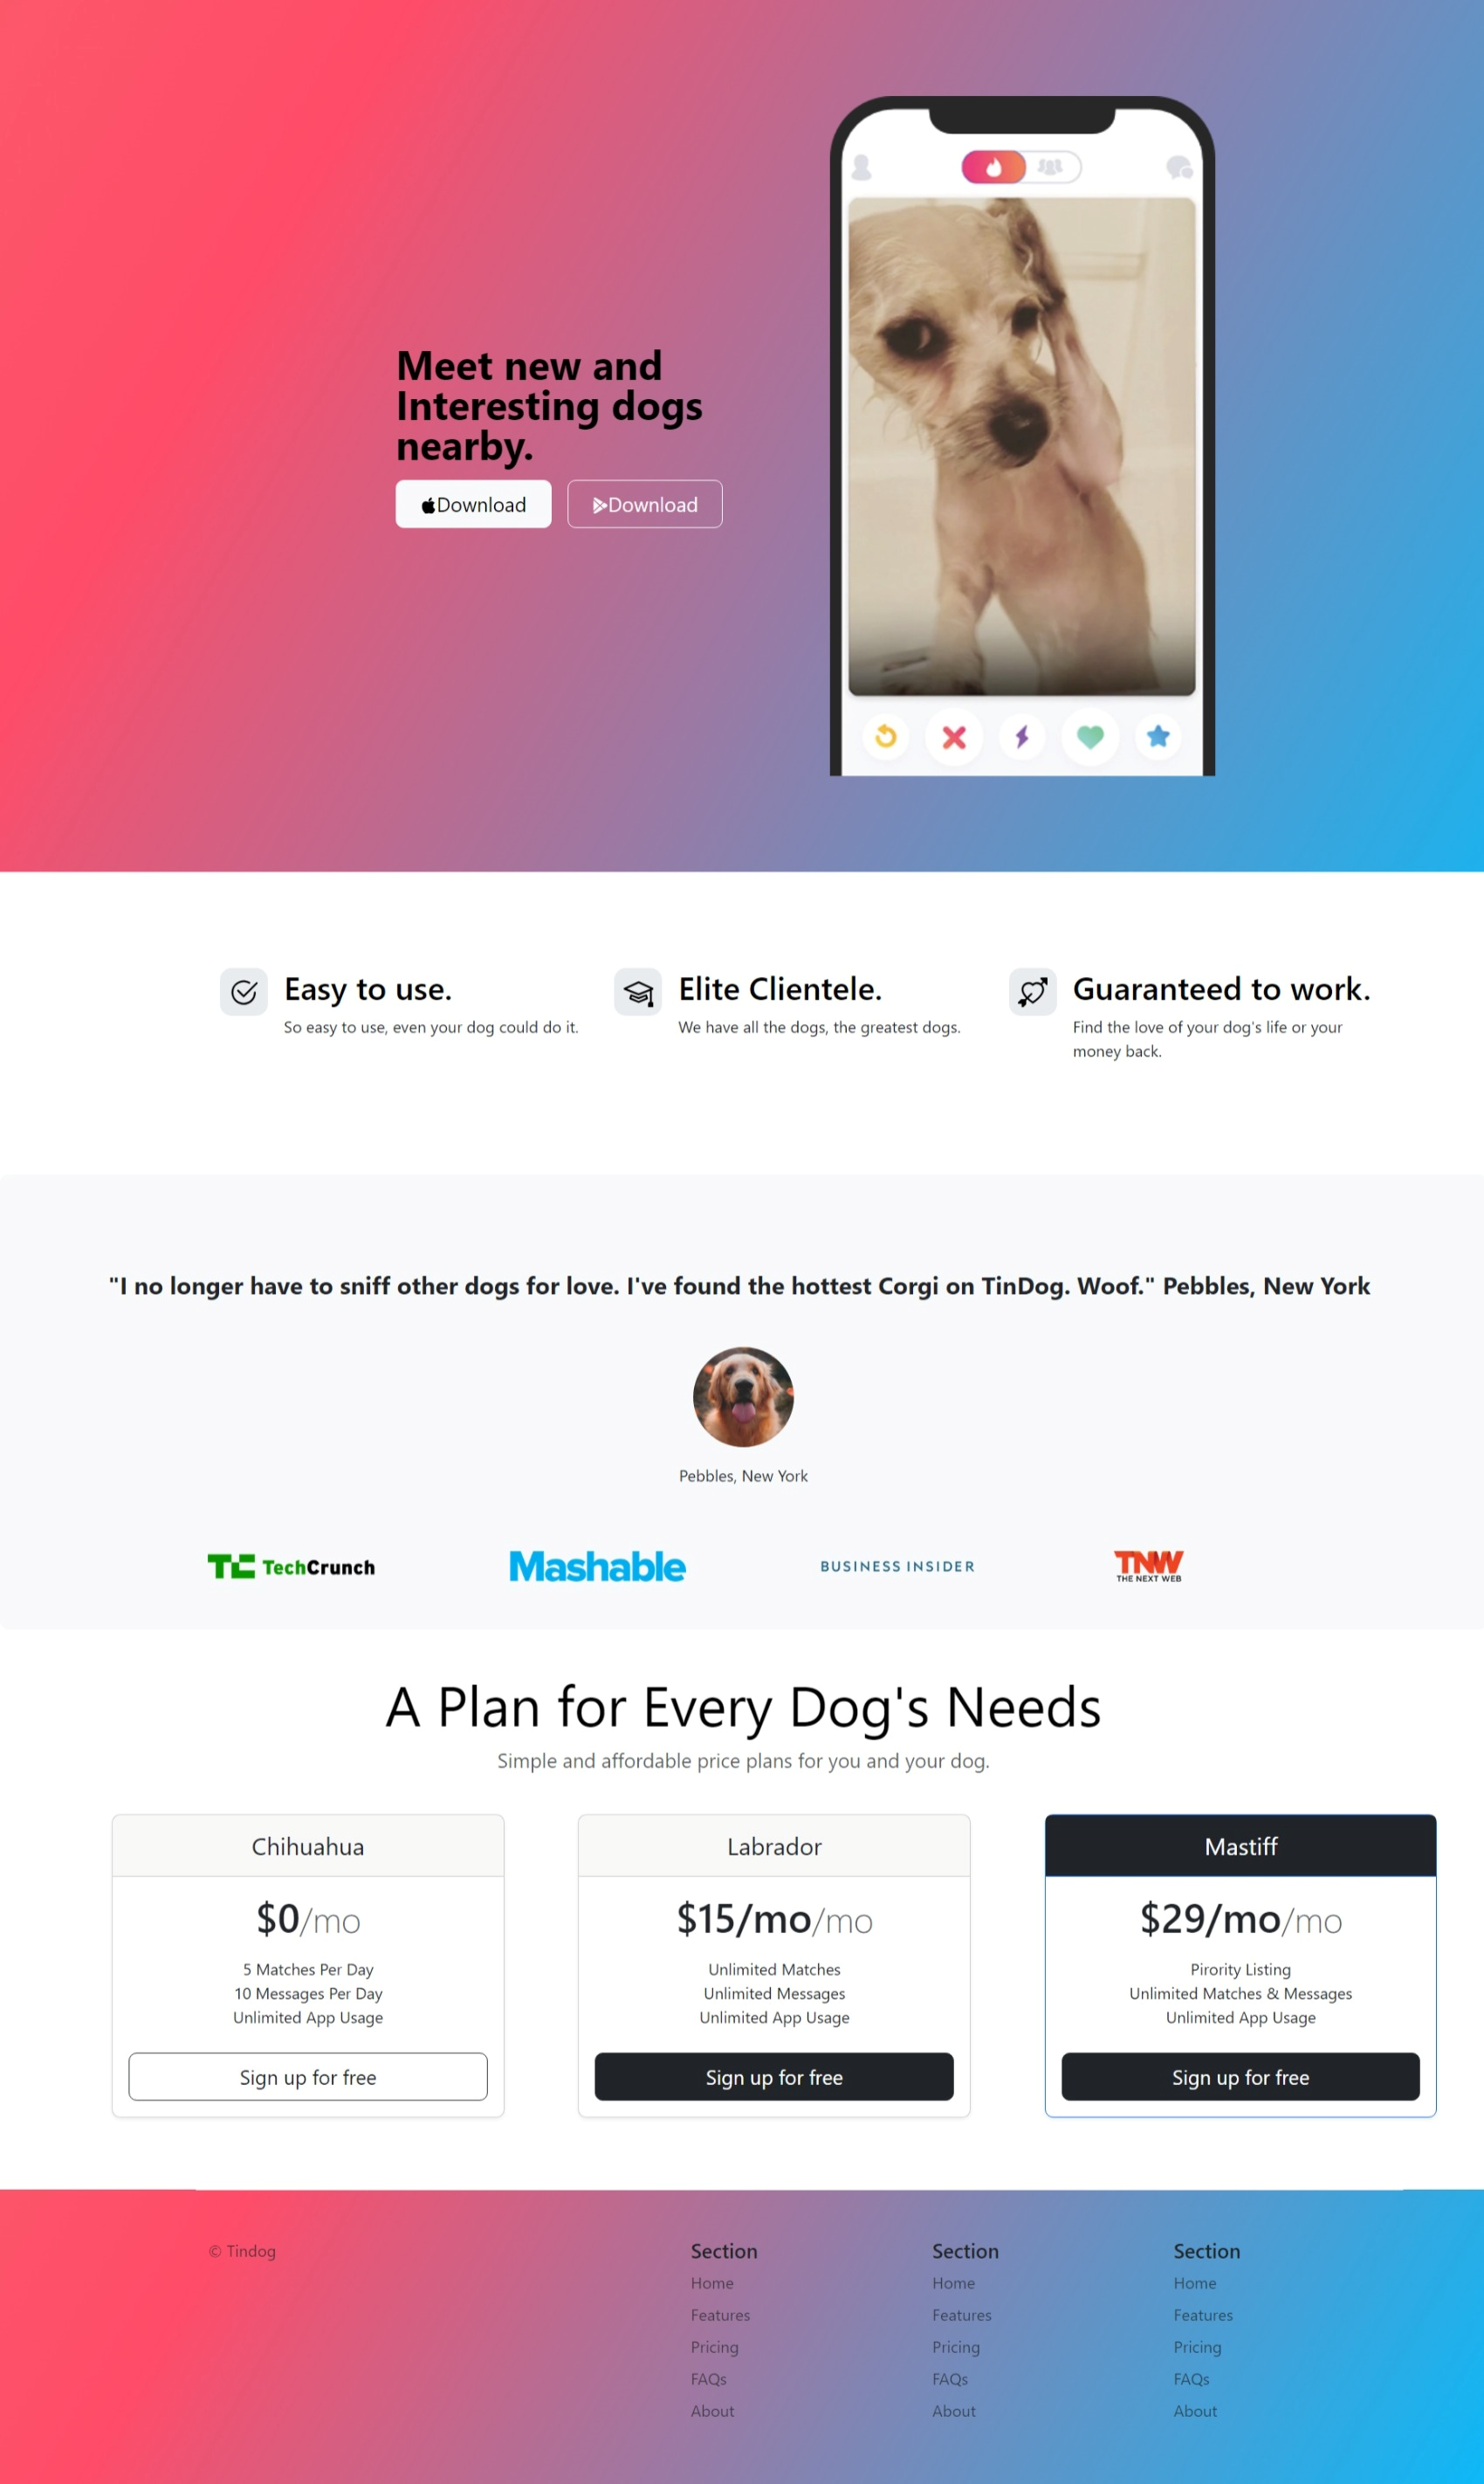 Meet new and
Interesting dogs
nearby.
Download
Download
Easy to use.
So easy to use, even your dog could do it.
Elite Clientele.
We have all the dogs, the greatest dogs.
Guaranteed to work.
Find the love of your dog's life or your
money back.
"I no longer have to sniff other dogs for love. I've found the hottest Corgi on TinDog. Woof." Pebbles, New York
Pebbles, New York
TC TechCrunch
Mashable
BUSINESS INSIDER
TNW
THE NEXT WEB
A Plan for Every Dog's Needs
Simple and affordable price plans for you and your dog.
Chihuahua
$0/mo
5 Matches Per Day
10 Messages Per Day
Unlimited App Usage
Sign up for free
Labrador
$15/mo/mo
Unlimited Matches
Unlimited Messages
Unlimited App Usage
Sign up for free
Mastiff
$29/mo/mo
Pirority Listing
Unlimited Matches & Messages
Unlimited App Usage
Sign up for free
© Tindog
Section
Home
Features
Pricing
FAQs
About
Section
Home
Features
Pricing
FAQs
About
Section
Home
Features
Pricing
FAQs
About